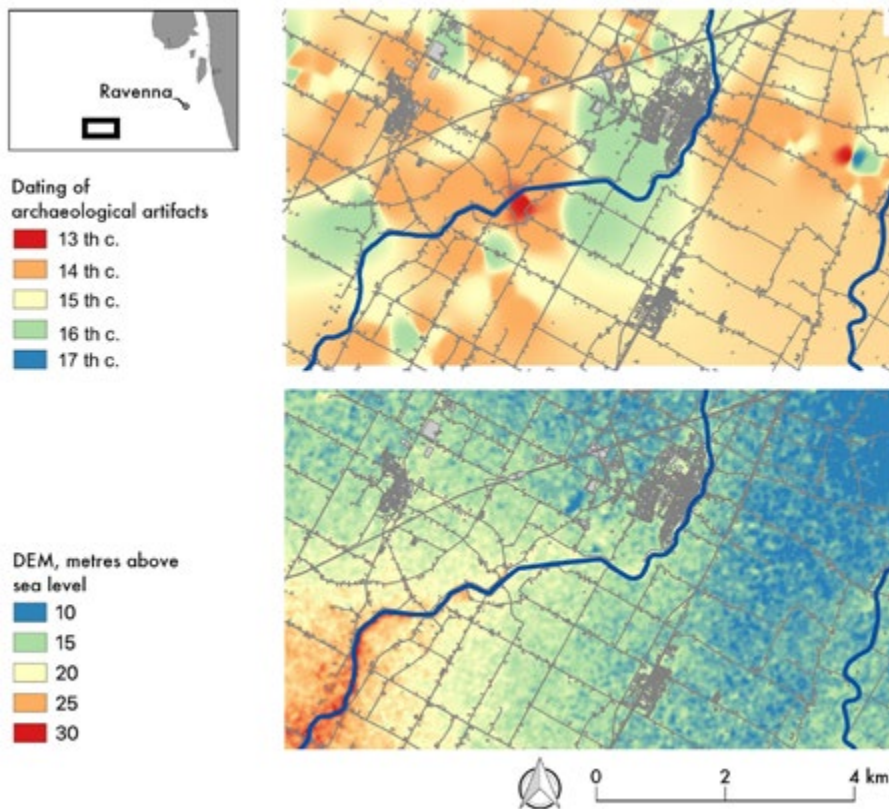 Ravenna
Dating of
archaeological artifacts
13 th c.
14 th c.
15 th c.
16 th c.
17 th c.
DEM, metres above
sea level
10
15
20
25
30
0 2 4 km